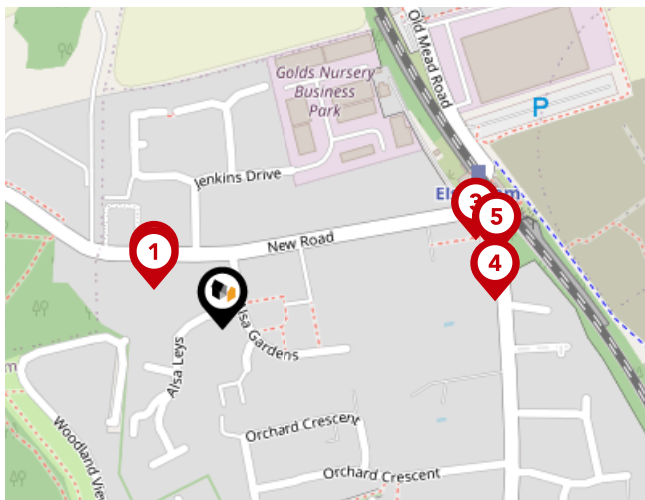 Old Mead Road
Golds Nursery
Business
Park
P
Jenkins Drive
3
5
New Road
1
4
Alsa Leys
Gardens
Orchard Crescent
Orchard Crescent
Woodland View